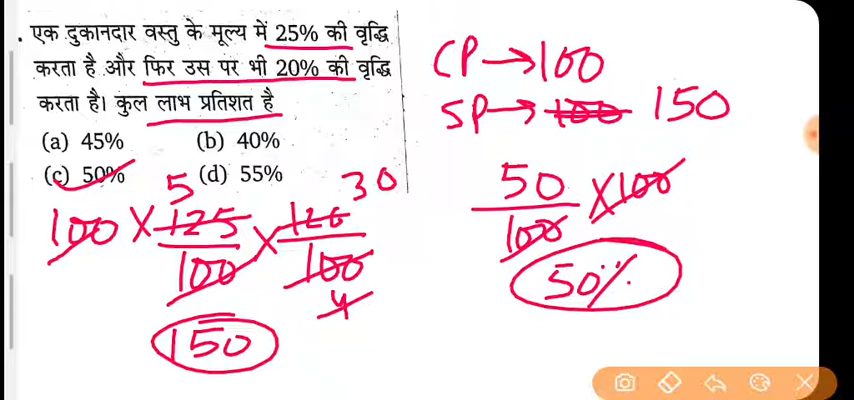 . एक दुकानदार वस्तु के मूल्य में 25% की वृद्धि
करता है और फिर उस पर भी 20% की वृद्धि
करता है। कुल लाभ प्रतिशत है
(a) 45% (b) 40%
(c) 50% (d) 55%
5 30
100 × 125/100 × 120/100
4
150
CP → 100
SP → 100 150
50/100 × 100
50%